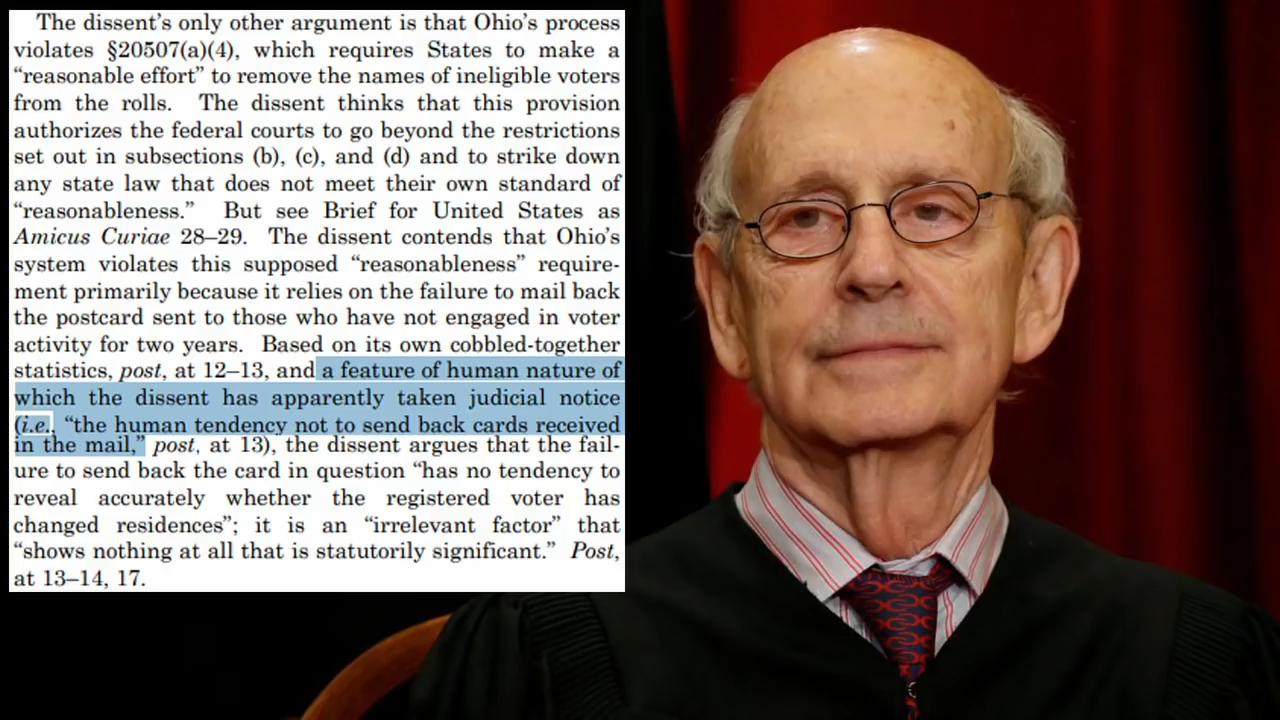 The dissent’s only other argument is that Ohio’s process
violates §20507(a)(4), which requires States to make a
“reasonable effort” to remove the names of ineligible voters
from the rolls. The dissent thinks that this provision
authorizes the federal courts to go beyond the restrictions
set out in subsections (b), (c), and (d) and to strike down
any state law that does not meet their own standard of
“reasonableness.” But see Brief for United States as
Amicus Curiae 28–29. The dissent contends that Ohio’s
system violates this supposed “reasonableness” require-
ment primarily because it relies on the failure to mail back
the postcard sent to those who have not engaged in voter
activity for two years. Based on its own cobbled-together
statistics, post, at 12–13, and a feature of human nature of
which the dissent has apparently taken judicial notice
(i.e., “the human tendency not to send back cards received
in the mail,” post, at 13), the dissent argues that the fail-
ure to send back the card in question “has no tendency to
reveal accurately whether the registered voter has
changed residences”; it is an “irrelevant factor” that
“shows nothing at all that is statutorily significant.” Post,
at 13–14, 17.